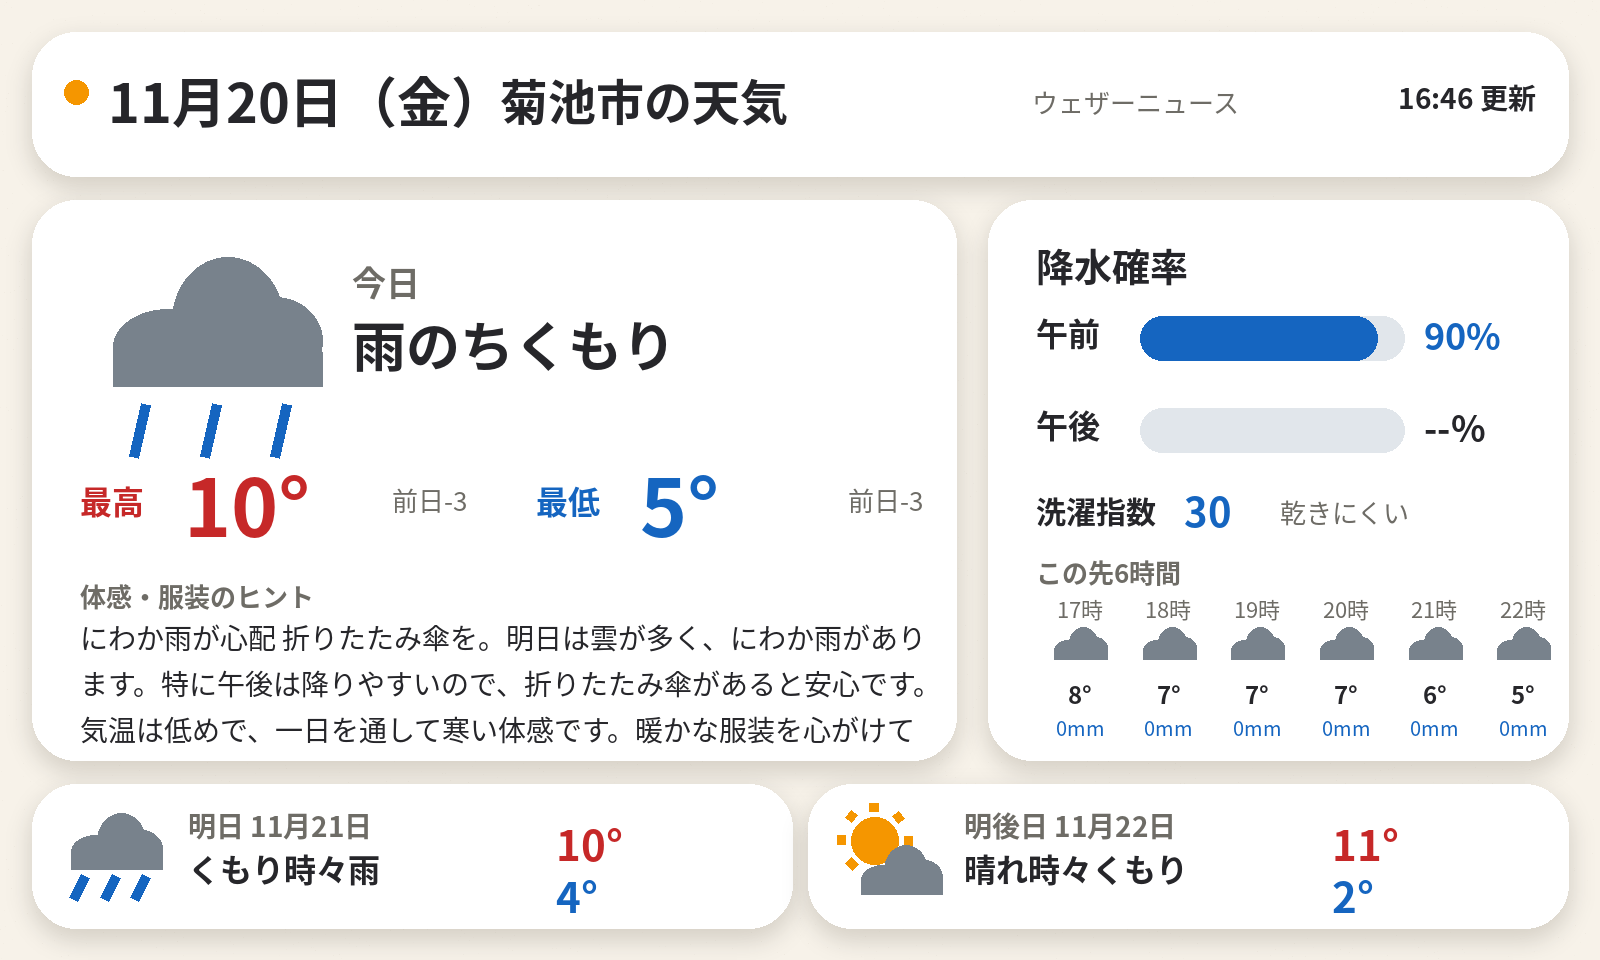 11月20日（金）菊池市の天気
ウェザーニュース
16:46 更新
今日
雨のちくもり
最高 10° 前日-3 最低 5° 前日-3
体感・服装のヒント
にわか雨が心配 折りたたみ傘を。明日は雲が多く、にわか雨があり
ます。特に午後は降りやすいので、折りたたみ傘があると安心です。
気温は低めで、一日を通して寒い体感です。暖かな服装を心がけて
降水確率
午前 90%
午後 --%
洗濯指数 30 乾きにくい
この先6時間
17時 18時 19時 20時 21時 22時
8° 7° 7° 7° 6° 5°
0mm 0mm 0mm 0mm 0mm 0mm
明日 11月21日
くもり時々雨
10°
4°
明後日 11月22日
晴れ時々くもり
11°
2°